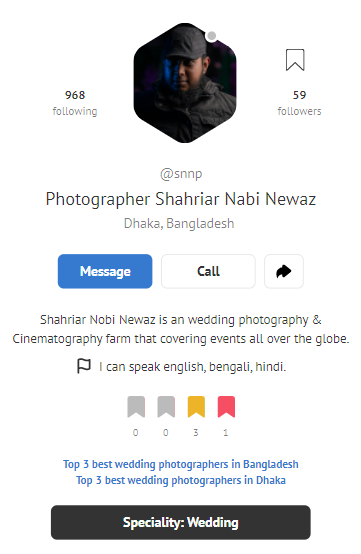 968
following
59
followers
@snnp
Photographer Shahriar Nabi Newaz
Dhaka, Bangladesh
Message
Call
Shahriar Nobi Newaz is an wedding photography &
Cinematography farm that covering events all over the globe.
I can speak english, bengali, hindi.
0 0 3 1
Top 3 best wedding photographers in Bangladesh
Top 3 best wedding photographers in Dhaka
Speciality: Wedding